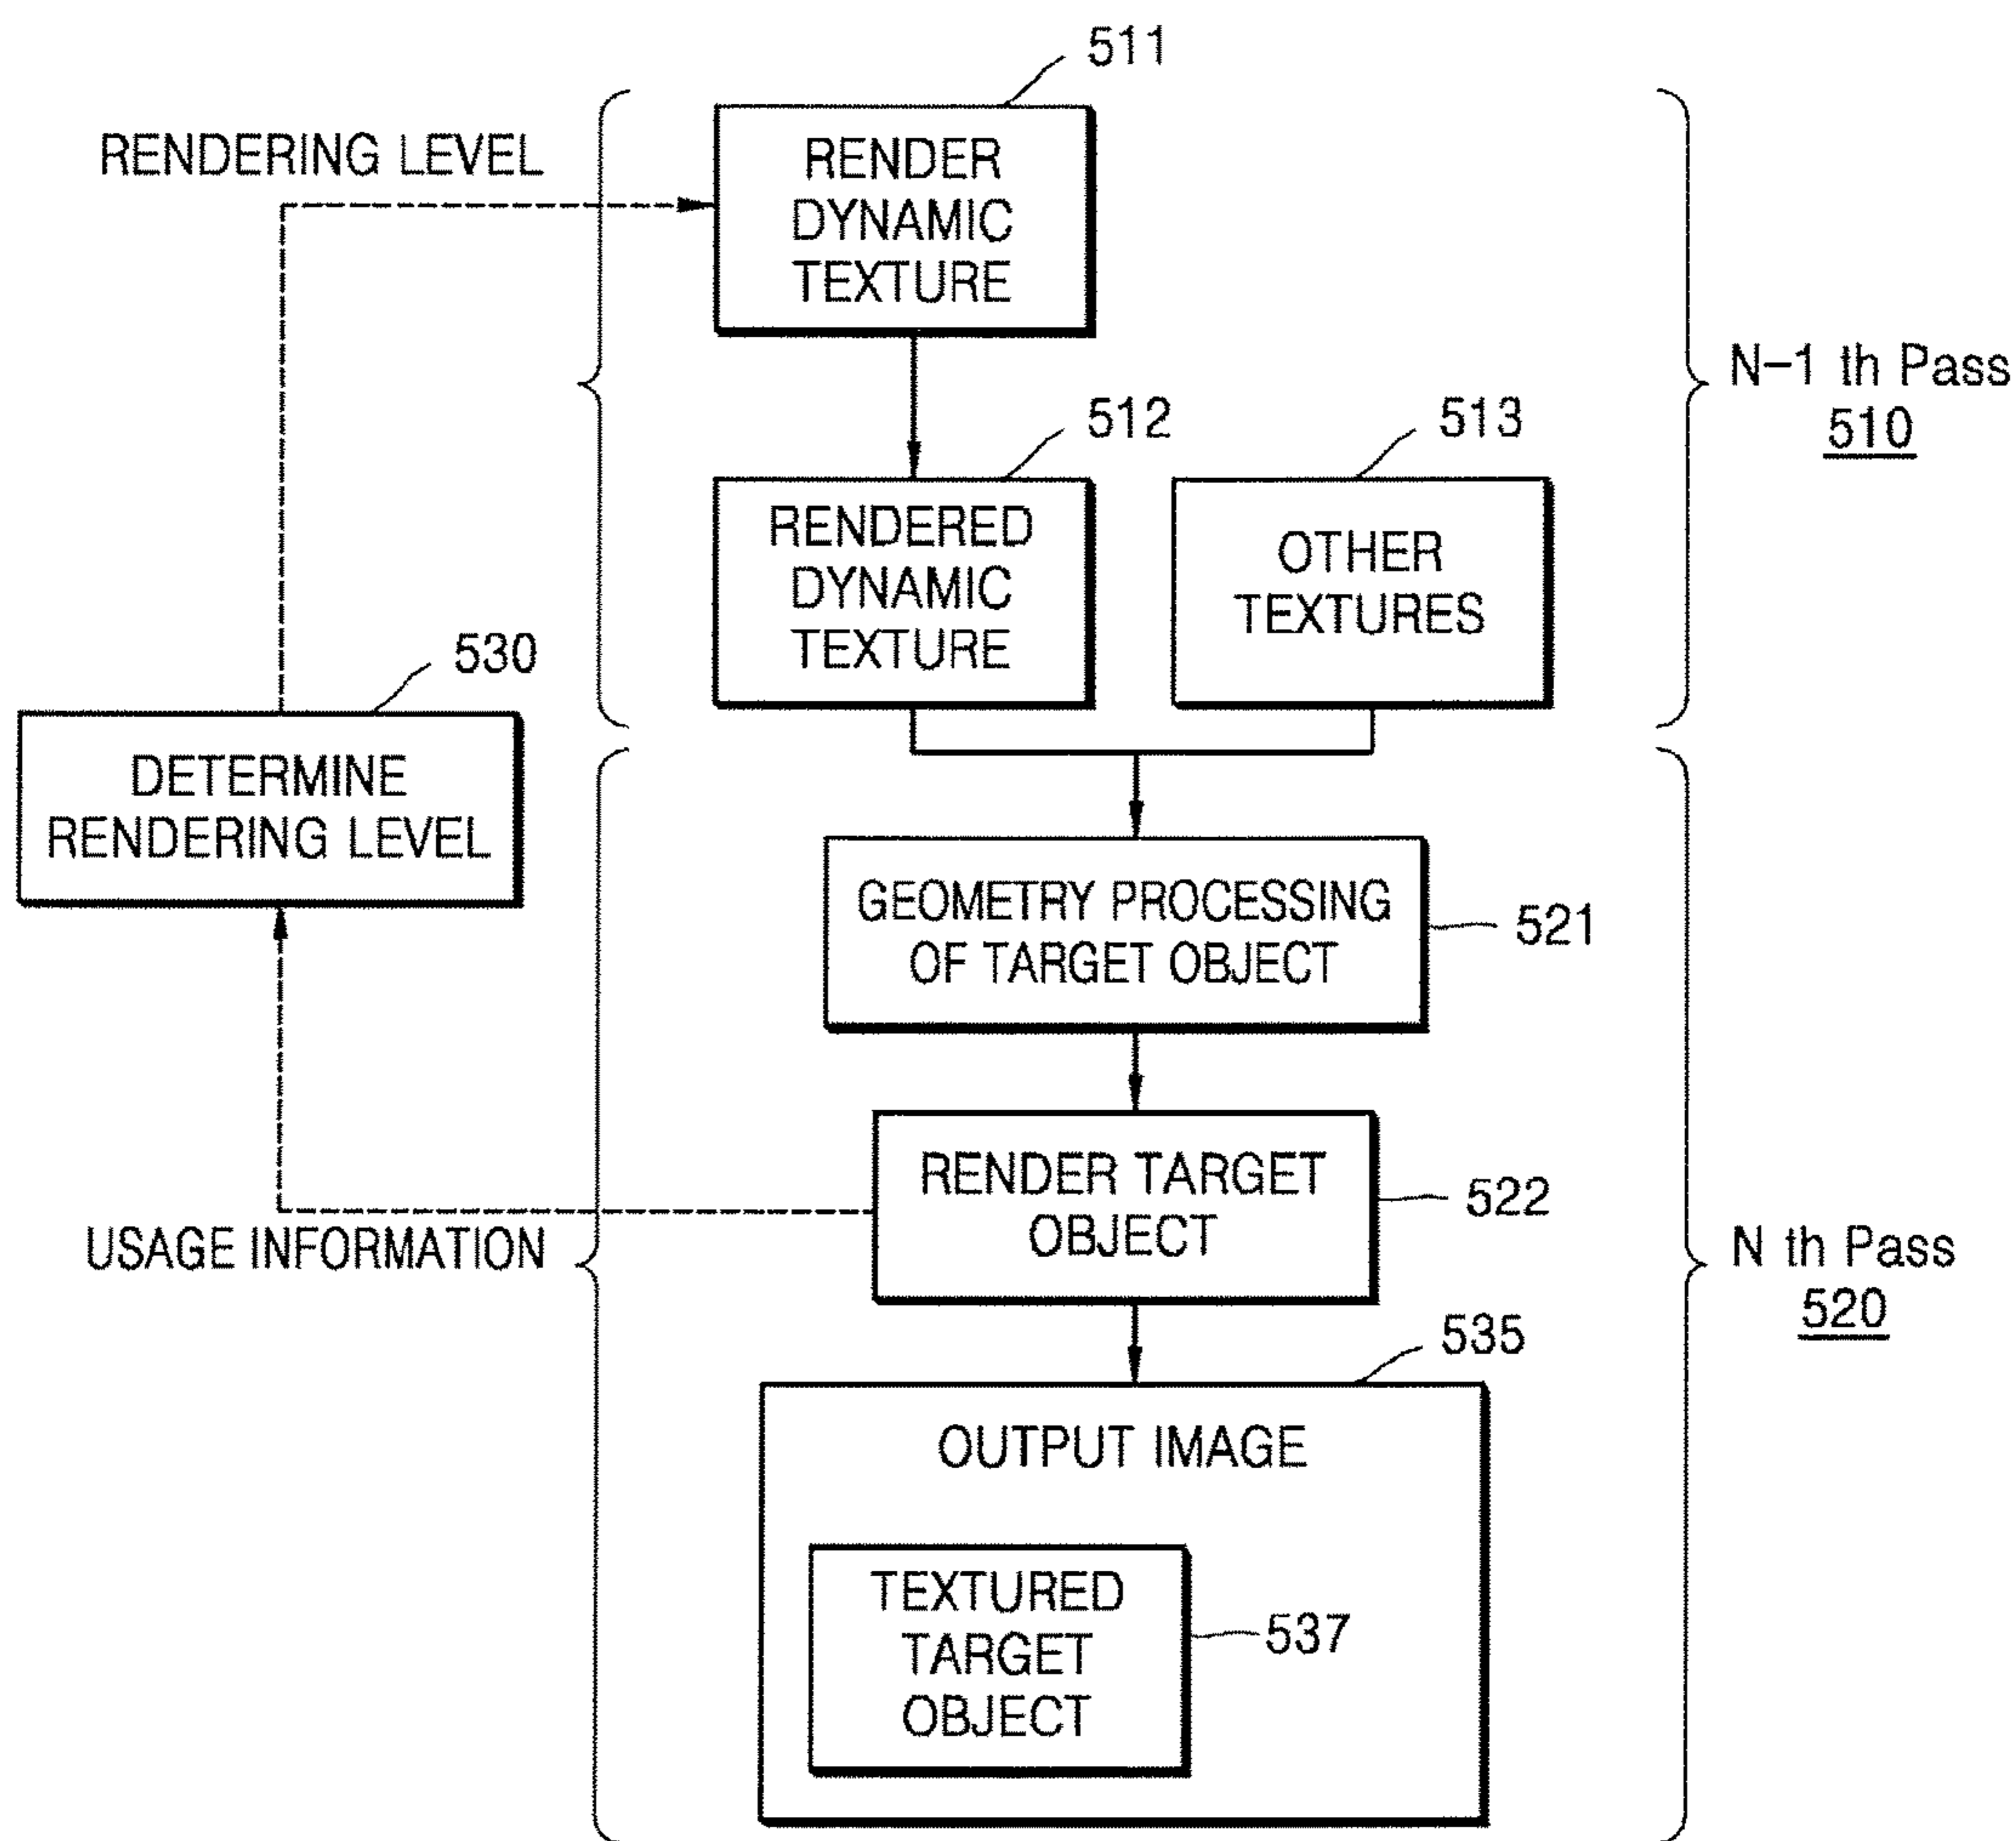 511
RENDERING LEVEL
RENDER
DYNAMIC
TEXTURE
N-1 th Pass
510
512
513
RENDERED
DYNAMIC
TEXTURE
OTHER
TEXTURES
530
DETERMINE
RENDERING LEVEL
GEOMETRY PROCESSING
OF TARGET OBJECT
521
RENDER TARGET
OBJECT
522
USAGE INFORMATION
N th Pass
520
535
OUTPUT IMAGE
TEXTURED
TARGET
OBJECT
537